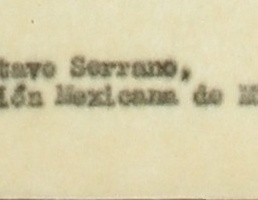 tavo Serrano,
ión Mexicana de M